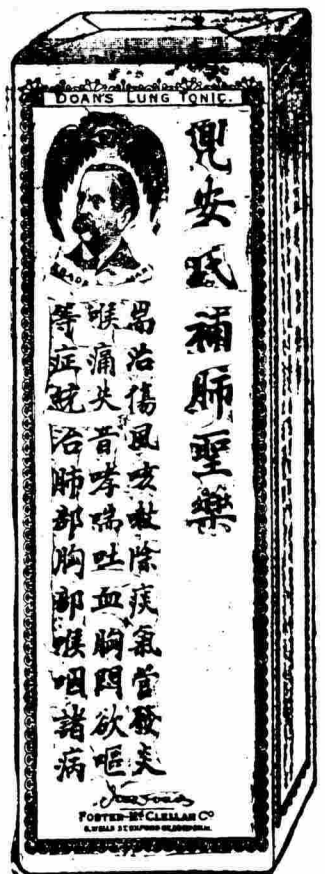 DOAN'S LUNG TONIC.
兜安氏補肺聖藥
耑治傷風咳嗽除痰氣管發炎
喉痛失音哮喘吐血胸悶欲嘔
等症統治肺部胸部喉咽諸病
FOSTER-McCLELLAN Co